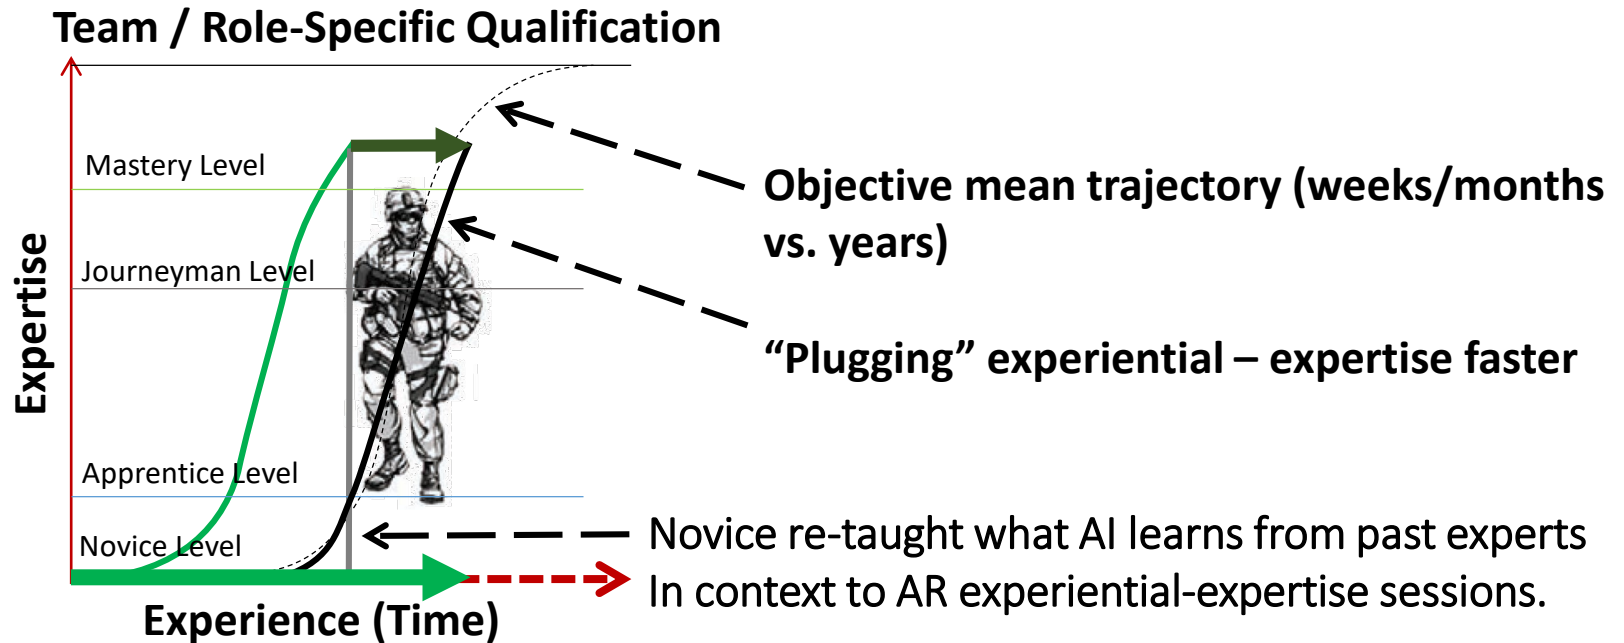 Team / Role-Specific Qualification
Mastery Level
Objective mean trajectory (weeks/months
vs. years)
Journeyman Level
Expertise
“Plugging” experiential – expertise faster
Apprentice Level
Novice Level
Novice re-taught what AI learns from past experts
In context to AR experiential-expertise sessions.
Experience (Time)